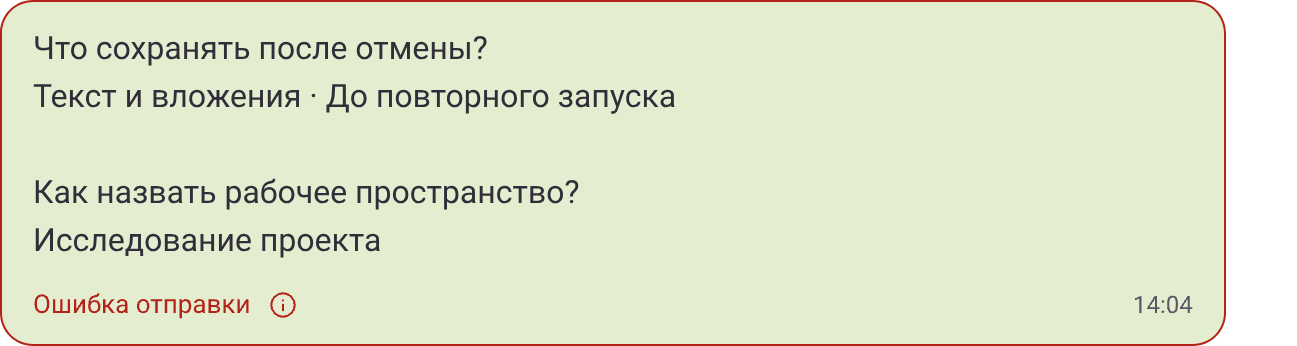 Что сохранять после отмены?
Текст и вложения · До повторного запуска
Как назвать рабочее пространство?
Исследование проекта
Ошибка отправки
14:04